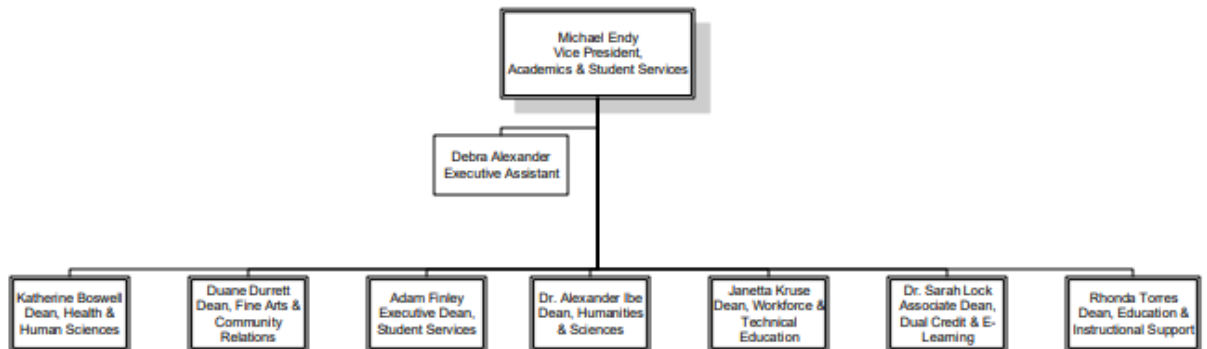 Michael Endy
Vice President,
Academics & Student Services
Debra Alexander
Executive Assistant
Katherine Boswell
Dean, Health &
Human Sciences
Duane Durrett
Dean, Fine Arts &
Community
Relations
Adam Finley
Executive Dean,
Student Services
Dr. Alexander Ibe
Dean, Humanities
& Sciences
Janetta Kruse
Dean, Workforce &
Technical
Education
Dr. Sarah Lock
Associate Dean,
Dual Credit & E-
Learning
Rhonda Torres
Dean, Education &
Instructional Support